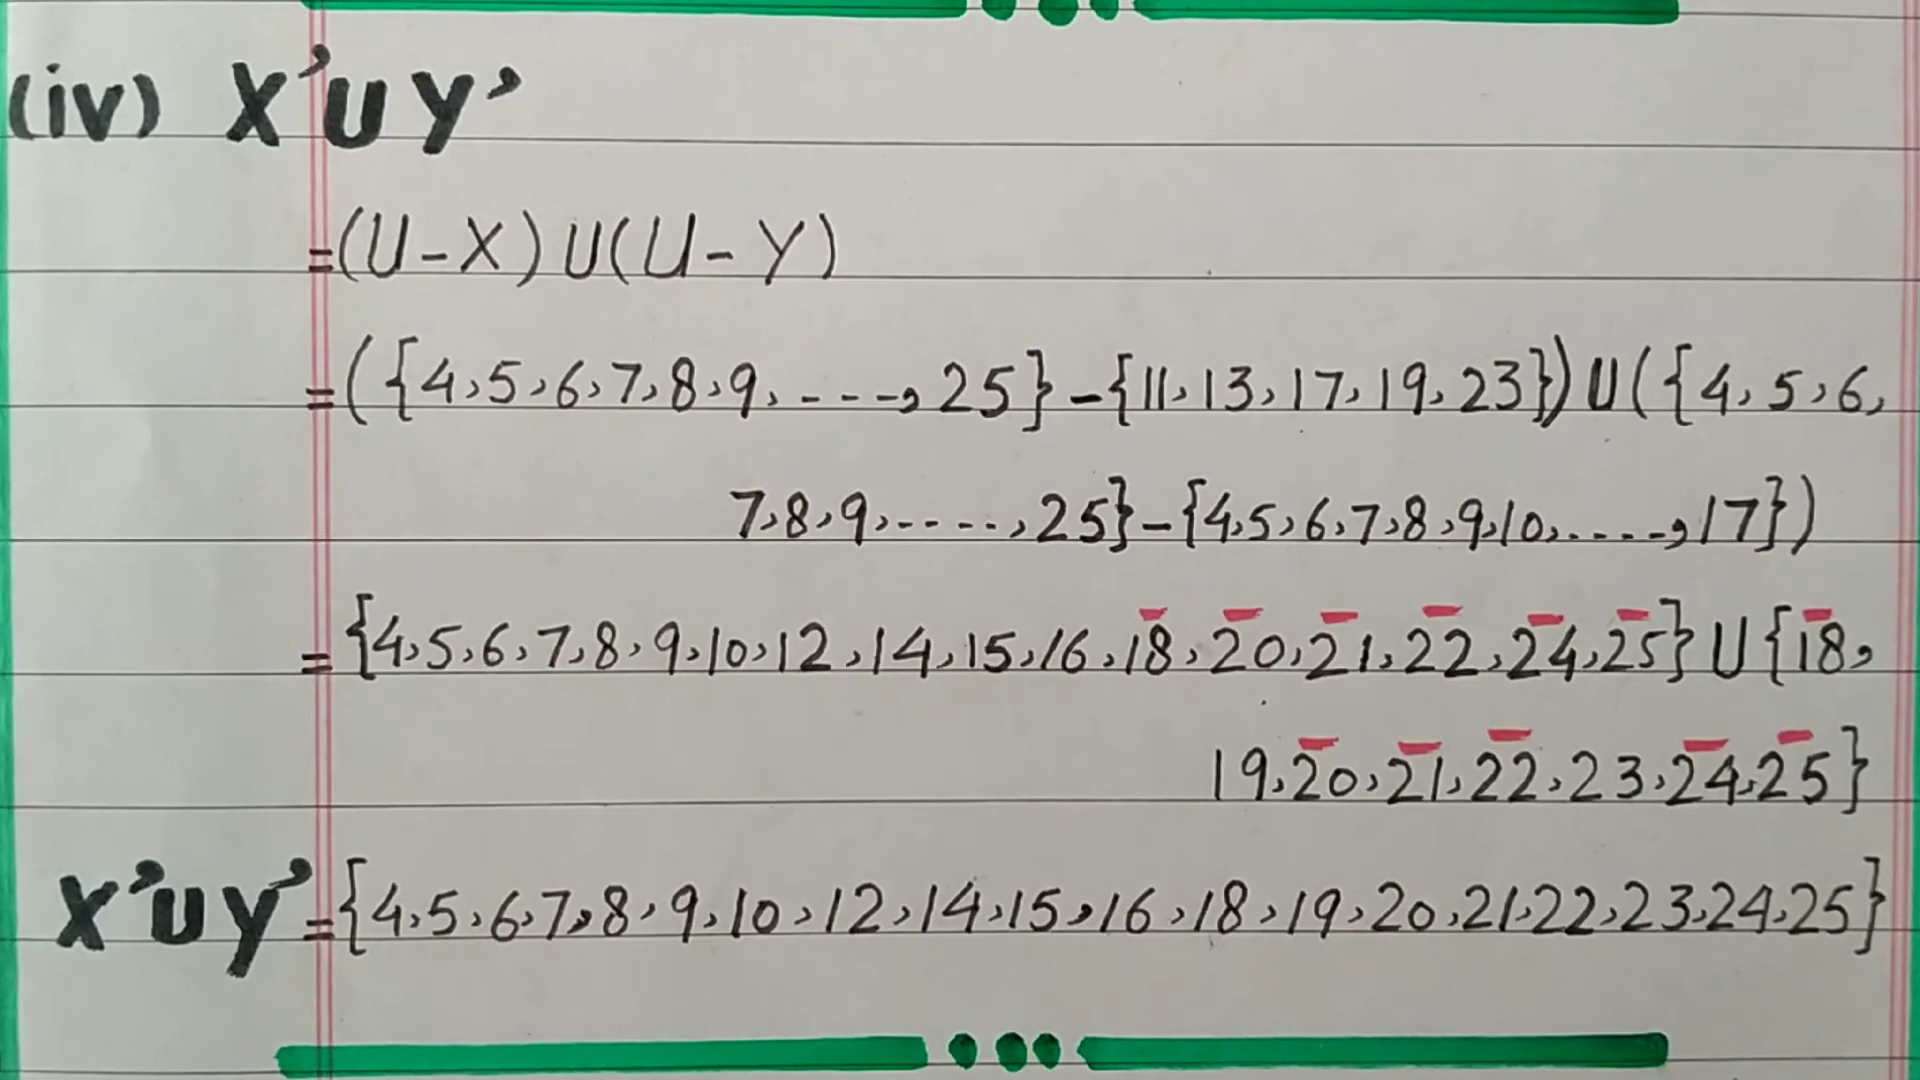 (iv) X'UY'
=(U-X)U(U-Y)
=({4,5,6,7,8,9,----,25}-{11,13,17,19,23})U({4,5,6,
7,8,9,-----,25}-{4,5,6,7,8,9,10,-----,17})
={4,5,6,7,8,9,10,12,14,15,16,18,20,21,22,24,25}U{18,
19,20,21,22,23,24,25}
X'UY'={4,5,6,7,8,9,10,12,14,15,16,18,19,20,21,22,23,24,25}